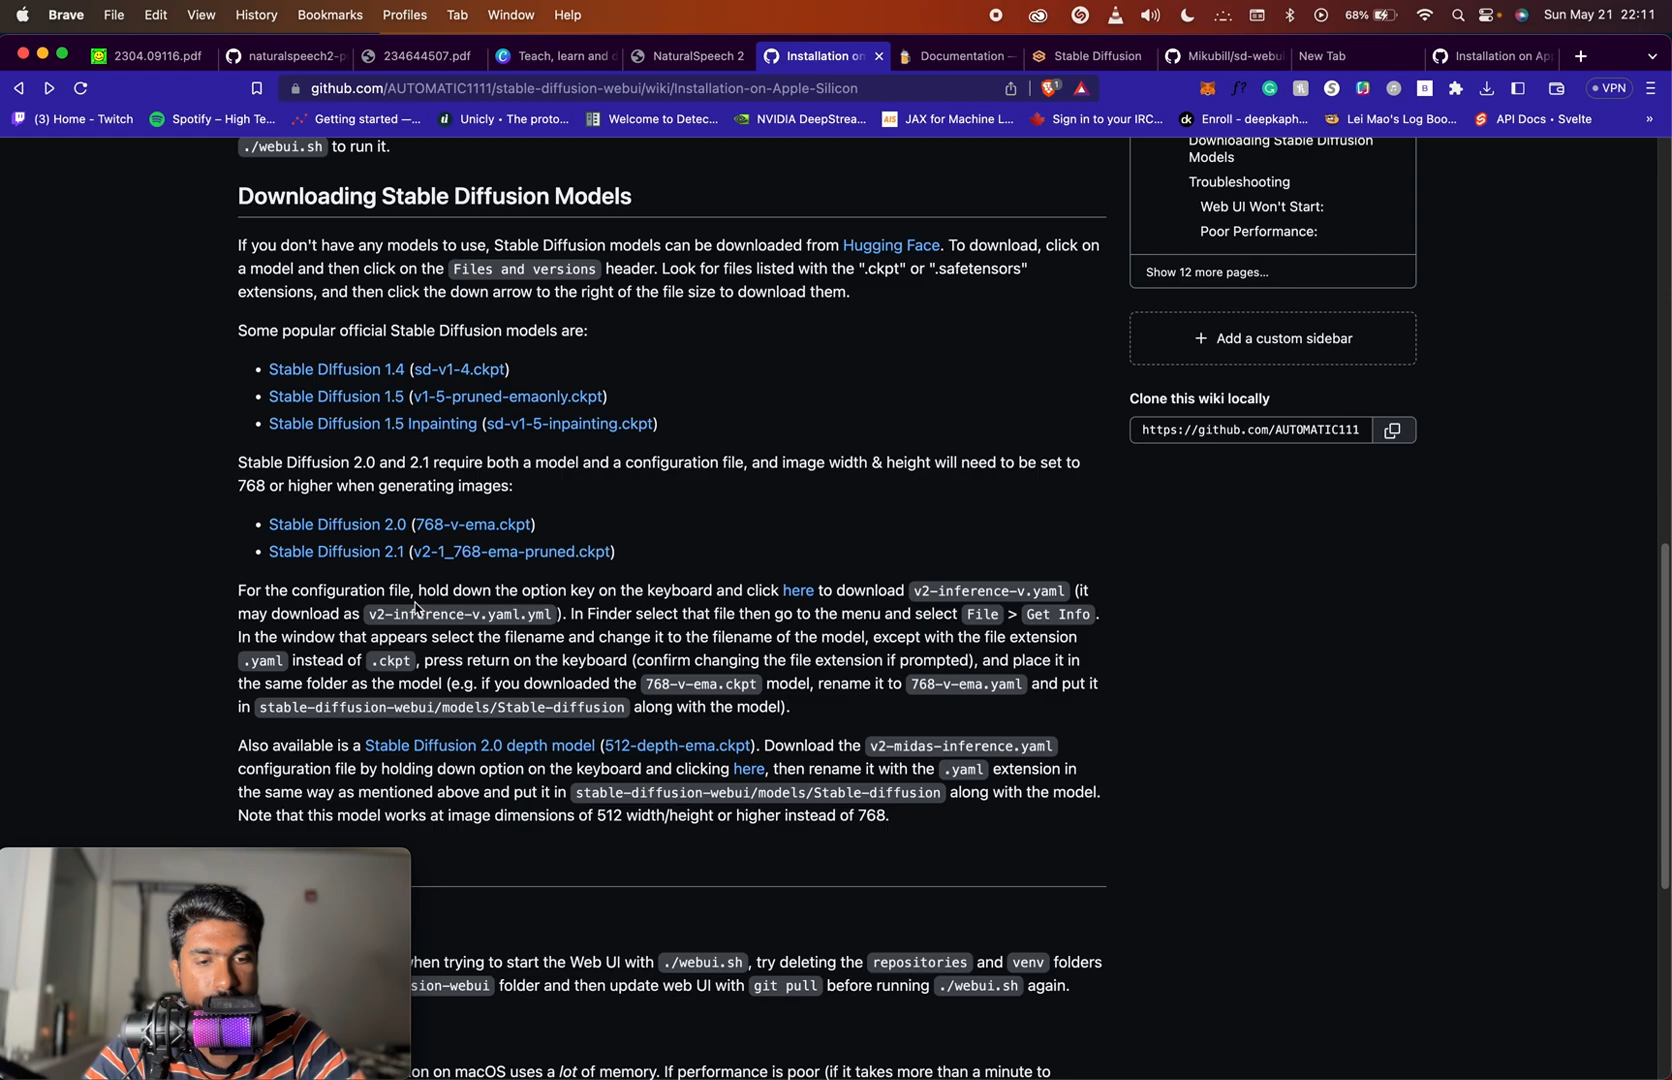 Brave File Edit View History Bookmarks Profiles Tab Window Help 68% Sun May 21 22:11
2304.09116.pdf naturalspeech2-p 234644507.pdf Teach, learn and d NaturalSpeech 2 Installation on Documentation — Stable Diffusion Mikubill/sd-webui New Tab Installation on App
github.com/AUTOMATIC1111/stable-diffusion-webui/wiki/Installation-on-Apple-Silicon VPN
(3) Home - Twitch Spotify – High Te... Getting started —... Unicly • The proto... Welcome to Detec... NVIDIA DeepStrea... JAX for Machine L... Sign in to your IRC... Enroll - deepkaph... Lei Mao's Log Boo... API Docs • Svelte »
./webui.sh to run it.
Downloading Stable Diffusion Models
If you don't have any models to use, Stable Diffusion models can be downloaded from Hugging Face. To download, click on
a model and then click on the Files and versions header. Look for files listed with the ".ckpt" or ".safetensors"
extensions, and then click the down arrow to the right of the file size to download them.
Some popular official Stable Diffusion models are:
• Stable DIffusion 1.4 (sd-v1-4.ckpt)
• Stable Diffusion 1.5 (v1-5-pruned-emaonly.ckpt)
• Stable Diffusion 1.5 Inpainting (sd-v1-5-inpainting.ckpt)
Stable Diffusion 2.0 and 2.1 require both a model and a configuration file, and image width & height will need to be set to
768 or higher when generating images:
• Stable Diffusion 2.0 (768-v-ema.ckpt)
• Stable Diffusion 2.1 (v2-1_768-ema-pruned.ckpt)
For the configuration file, hold down the option key on the keyboard and click here to download v2-inference-v.yaml (it
may download as v2-inference-v.yaml.yml). In Finder select that file then go to the menu and select File > Get Info.
In the window that appears select the filename and change it to the filename of the model, except with the file extension
.yaml instead of .ckpt, press return on the keyboard (confirm changing the file extension if prompted), and place it in
the same folder as the model (e.g. if you downloaded the 768-v-ema.ckpt model, rename it to 768-v-ema.yaml and put it
in stable-diffusion-webui/models/Stable-diffusion along with the model).
Also available is a Stable Diffusion 2.0 depth model (512-depth-ema.ckpt). Download the v2-midas-inference.yaml
configuration file by holding down option on the keyboard and clicking here, then rename it with the .yaml extension in
the same way as mentioned above and put it in stable-diffusion-webui/models/Stable-diffusion along with the model.
Note that this model works at image dimensions of 512 width/height or higher instead of 768.
hen trying to start the Web UI with ./webui.sh, try deleting the repositories and venv folders
sion-webui folder and then update web UI with git pull before running ./webui.sh again.
on on macOS uses a lot of memory. If performance is poor (if it takes more than a minute to
Downloading Stable Diffusion
Models
Troubleshooting
Web UI Won't Start:
Poor Performance:
Show 12 more pages...
+ Add a custom sidebar
Clone this wiki locally
https://github.com/AUTOMATIC111